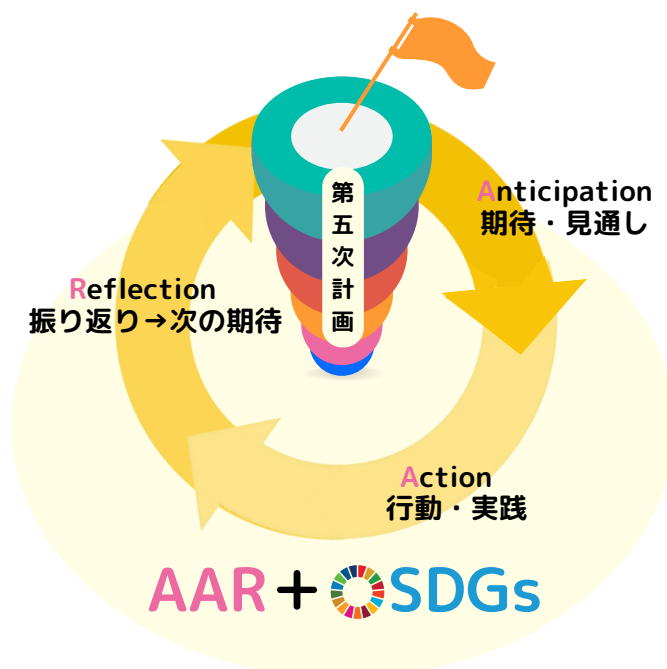 第五次計画
Anticipation
期待・見通し
Reflection
振り返り→次の期待
Action
行動・実践
AAR+SDGs